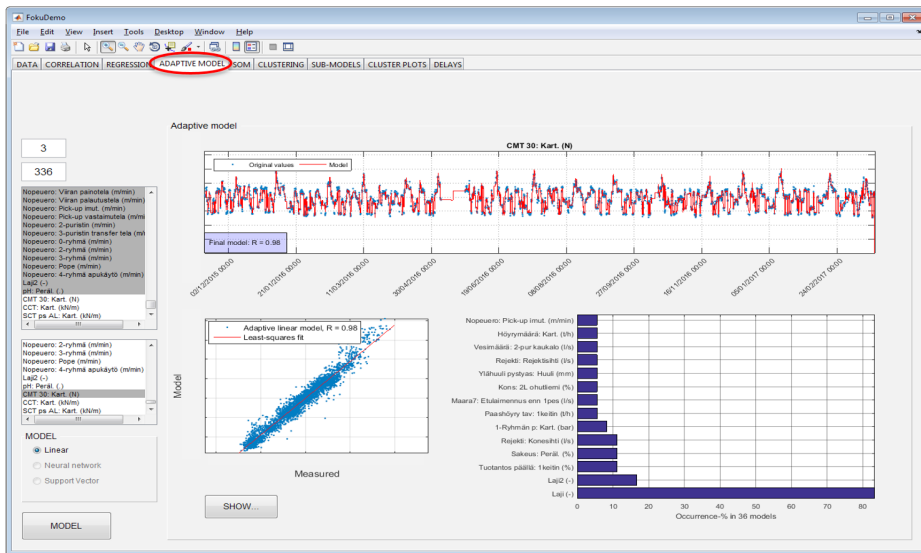 FokuDemo
File Edit View Insert Tools Desktop Window Help
DATA CORRELATION REGRESSION ADAPTIVE MODEL SOM CLUSTERING SUB-MODELS CLUSTER PLOTS DELAYS
Adaptive model
3
336
Nopeuero: Viiran painotela (m/min)
Nopeuero: Viiran palautustela (m/min)
Nopeuero: Pick-up imut. (m/min)
Nopeuero: Pick-up vastaimutela (m/min
Nopeuero: 2-puristin (m/min)
Nopeuero: 3-puristin transfer tela (m/
Nopeuero: 0-ryhmä (m/min)
Nopeuero: 2-ryhmä (m/min)
Nopeuero: 3-ryhmä (m/min)
Nopeuero: Pope (m/min)
Nopeuero: 4-ryhmä apukäytö (m/min)
Laji2 (-)
pH: Peräl. (.)
CMT 30: Kart. (N)
CCT: Kart. (kN/m)
SCT ps AL: Kart. (kN/m)
Nopeuero: 2-ryhmä (m/min)
Nopeuero: 3-ryhmä (m/min)
Nopeuero: Pope (m/min)
Nopeuero: 4-ryhmä apukäytö (m/min)
Laji2 (-)
pH: Peräl. (.)
CMT 30: Kart. (N)
CCT: Kart. (kN/m)
SCT ps AL: Kart. (kN/m)
MODEL
Linear
Neural network
Support Vector
MODEL
CMT 30: Kart. (N)
Original values Model
Final model: R = 0.98
02/12/2015 00:00
21/01/2016 00:00
11/03/2016 00:00
30/04/2016 00:00
19/06/2016 00:00
08/08/2016 00:00
27/09/2016 00:00
16/11/2016 00:00
05/01/2017 00:00
24/02/2017 00:00
Adaptive linear model, R = 0.98
Least-squares fit
Model
Measured
SHOW...
Nopeuero: Pick-up imut. (m/min)
Höyrymäärä: Kart. (t/h)
Vesimäärä: 2-pur kaukalo (l/s)
Rejekti: Rejektisihti (l/s)
Ylähuuli pystyas: Huuli (mm)
Kons: 2L ohutliemi (%)
Maara7: Etulaimennus enn 1pes (l/s)
Paashöyry tav: 1keitin (t/h)
1-Ryhmän p: Kart. (bar)
Rejekti: Konesihti (l/s)
Sakeus: Peräl. (%)
Tuotantos päällä: 1keitin (%)
Laji2 (-)
Laji (-)
0 10 20 30 40 50 60 70 80
Occurrence-% in 36 models